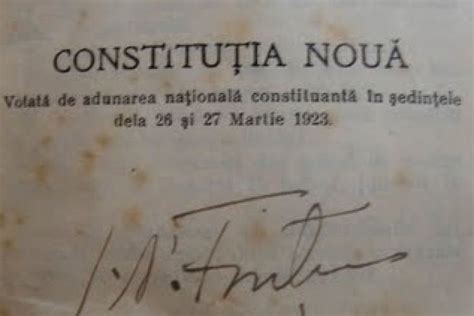 CONSTITUȚIA NOUĂ
Votată de adunarea națională constituantă în ședințele
dela 26 și 27 Martie 1923.